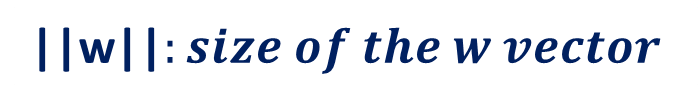 ||w||: size of the w vector